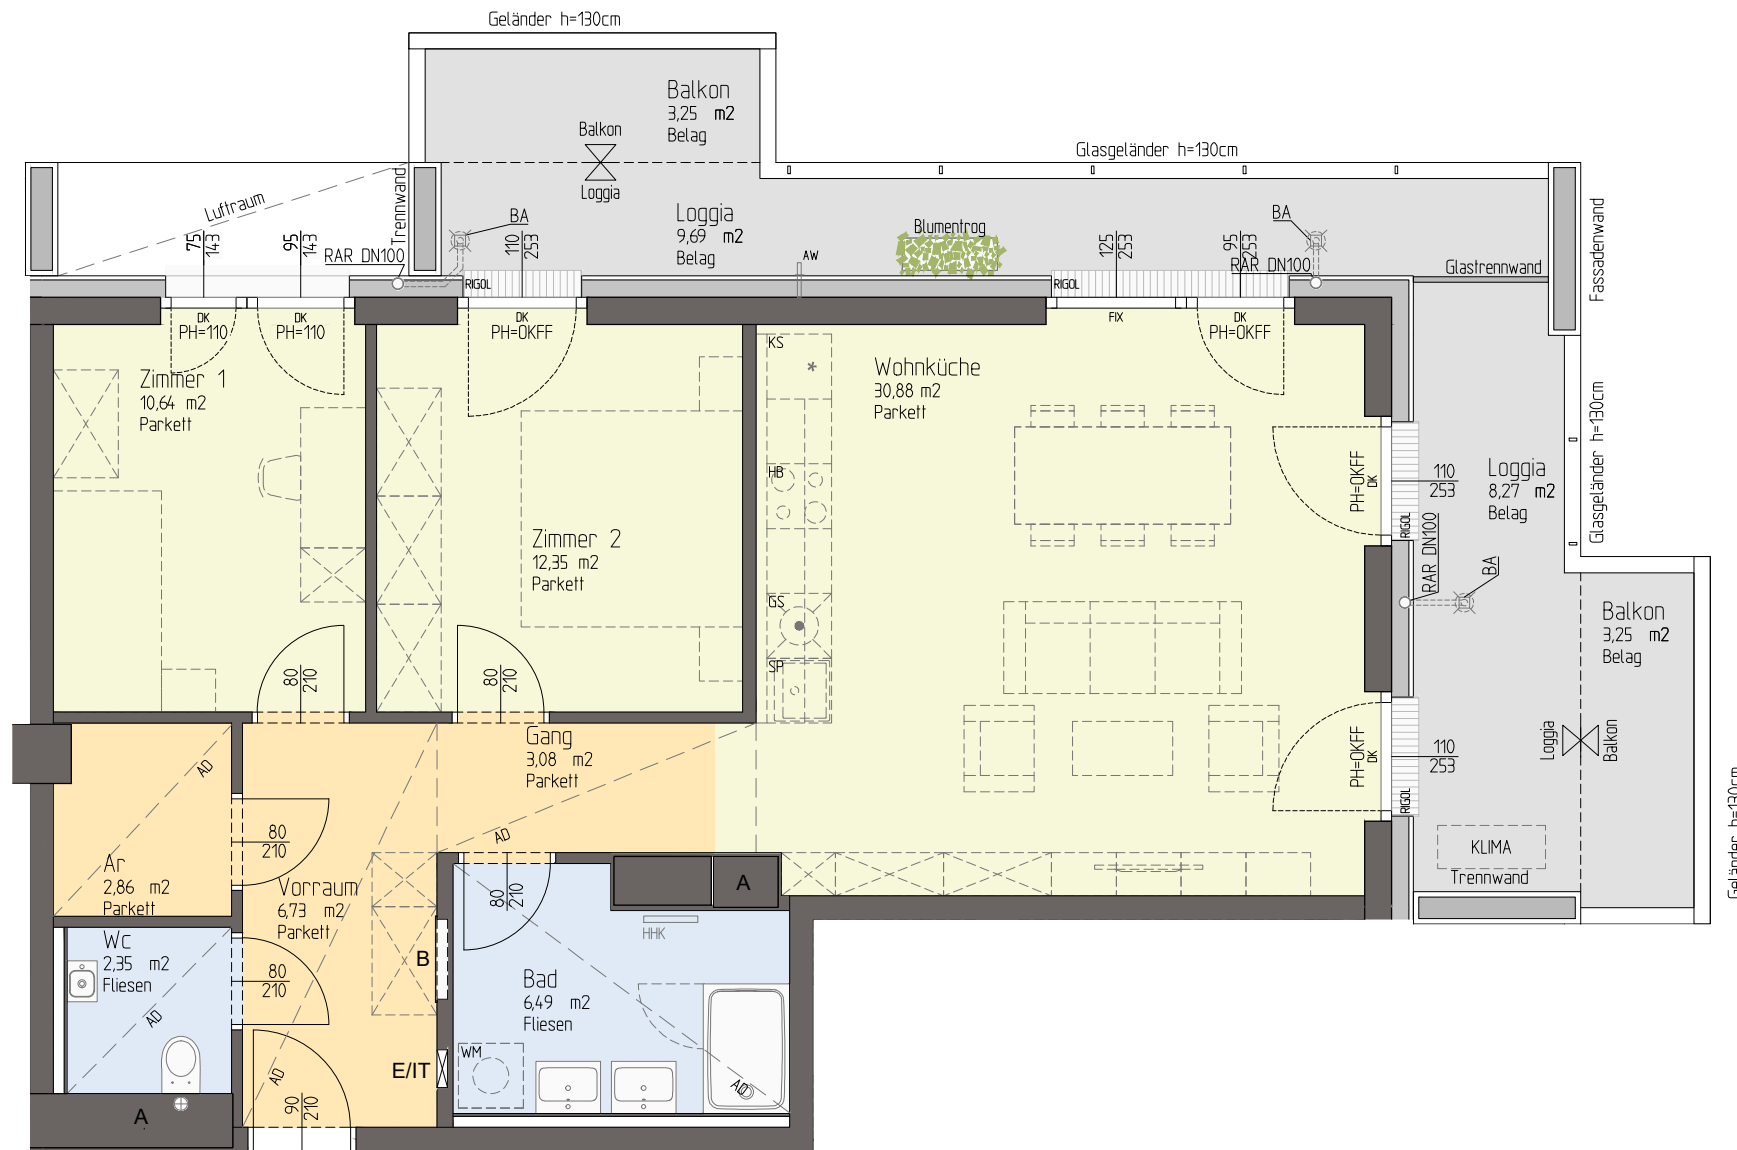 Geländer h=130cm
Balkon
3,25 m2
Belag
Balkon
Loggia
Glasgeländer h=130cm
Luftraum
Trennwand
75
143
95
143
RAR DN100
BA
110
253
RIGOL
Loggia
9,69 m2
Belag
AW
Blumentrog
125
253
95
253
BA
RAR DN100
RIGOL
Glastrennwand
Fassadenwand
DK
PH=110
DK
PH=110
DK
PH=OKFF
FIX
DK
PH=OKFF
Zimmer 1
10,64 m2
Parkett
KS
*
Wohnküche
30,88 m2
Parkett
HB
Zimmer 2
12,35 m2
Parkett
GS
SP
PH=OKFF
DK
110
253
RIGOL
RAR DN100
BA
Loggia
8,27 m2
Belag
Glasgeländer h=130cm
Balkon
3,25 m2
Belag
80
210
80
210
Gang
3,08 m2
Parkett
AD
PH=OKFF
DK
110
253
RIGOL
Loggia
Balkon
Geländer h=130cm
KLIMA
Trennwand
AD
Ar
2,86 m2
Parkett
80
210
Vorraum
6,73 m2
Parkett
80
210
A
HHK
Wc
2,35 m2
Fliesen
AD
80
210
B
Bad
6,49 m2
Fliesen
WM
E/IT
AD
AD
A
90
210